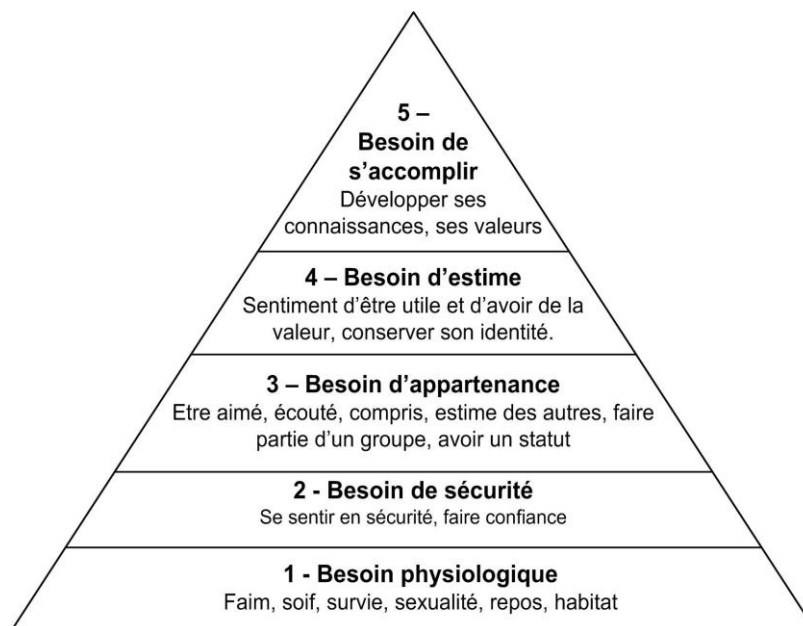 5 –
Besoin de
s’accomplir
Développer ses
connaissances, ses valeurs
4 – Besoin d’estime
Sentiment d’être utile et d’avoir de la
valeur, conserver son identité.
3 – Besoin d’appartenance
Etre aimé, écouté, compris, estime des autres, faire
partie d’un groupe, avoir un statut
2 - Besoin de sécurité
Se sentir en sécurité, faire confiance
1 - Besoin physiologique
Faim, soif, survie, sexualité, repos, habitat